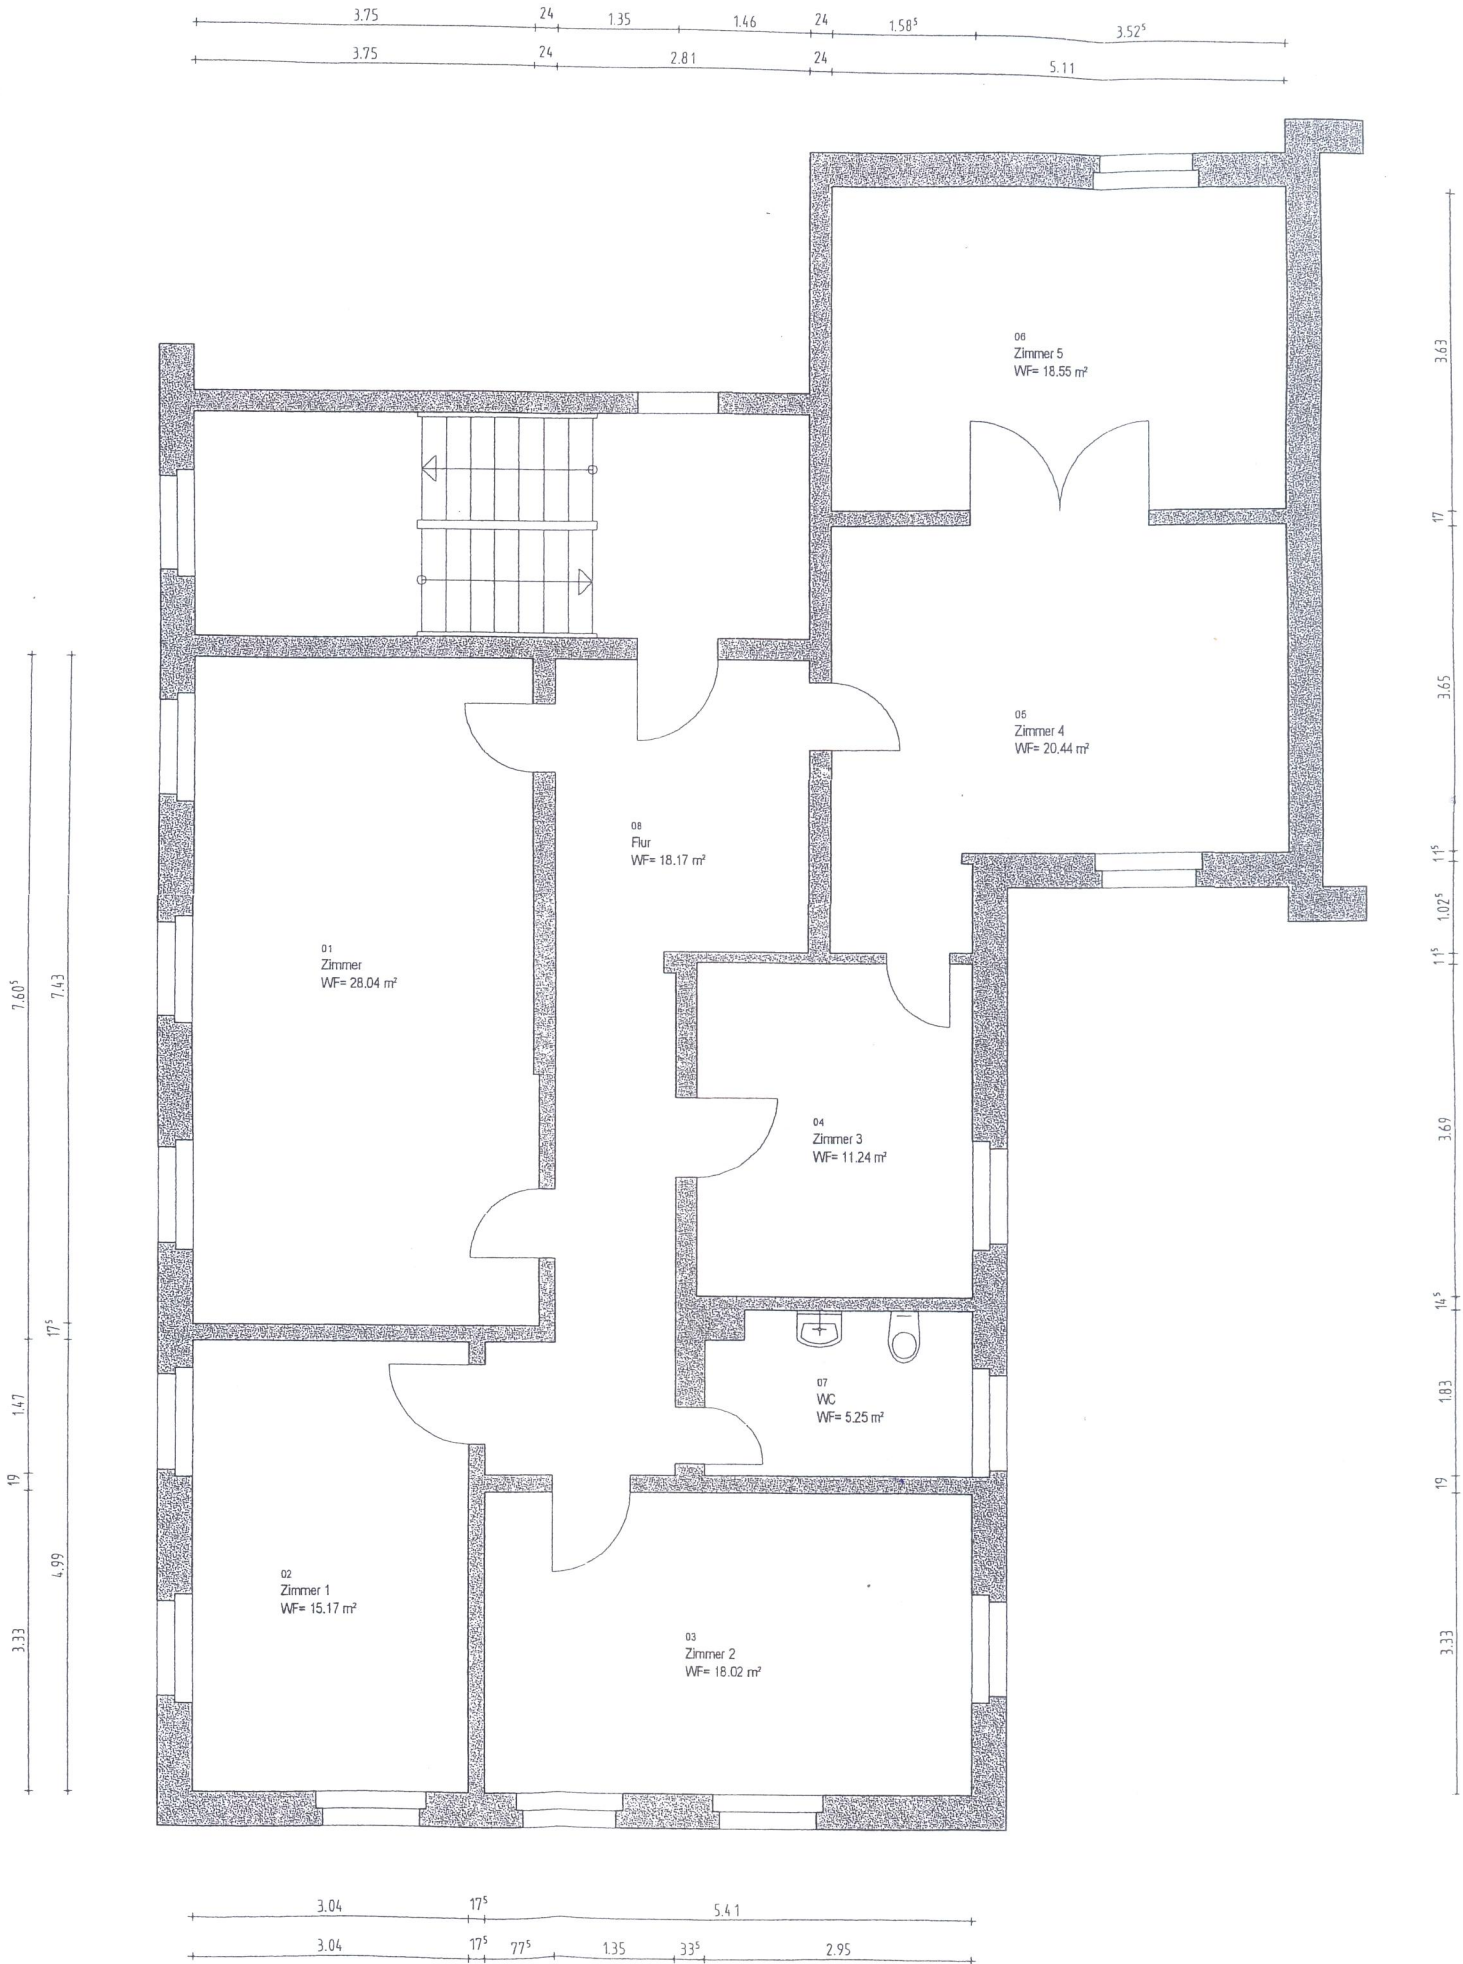 3.75 24 1.35 1.46 24 1.58⁵ 3.52⁵
3.75 24 2.81 24 5.11
06
Zimmer 5
WF= 18.55 m²
3.63
17
05
Zimmer 4
WF= 20.44 m²
3.65
08
Flur
WF= 18.17 m²
11⁵
1.02⁵
11⁵
01
Zimmer
WF= 28.04 m²
7.60⁵
7.43
04
Zimmer 3
WF= 11.24 m²
3.69
17⁵
14⁵
07
WC
WF= 5.25 m²
1.47
1.83
19
19
02
Zimmer 1
WF= 15.17 m²
4.99
3.33
03
Zimmer 2
WF= 18.02 m²
3.33
3.04 17⁵ 5.41
3.04 17⁵ 77⁵ 1.35 33⁵ 2.95